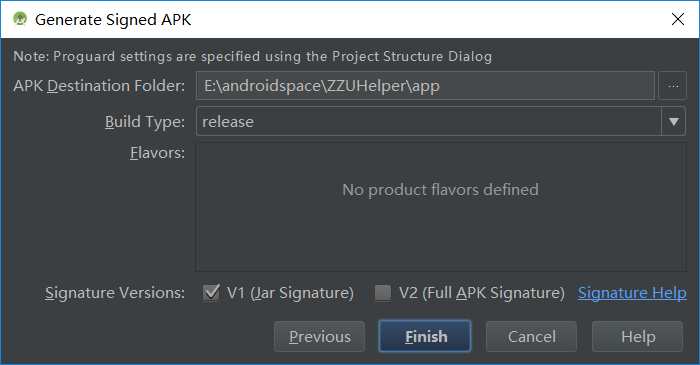 Generate Signed APK
Note: Proguard settings are specified using the Project Structure Dialog
APK Destination Folder: E:\androidspace\ZZUHelper\app ...
Build Type: release
Flavors:
No product flavors defined
Signature Versions: V1 (Jar Signature) V2 (Full APK Signature) Signature Help
Previous Finish Cancel Help